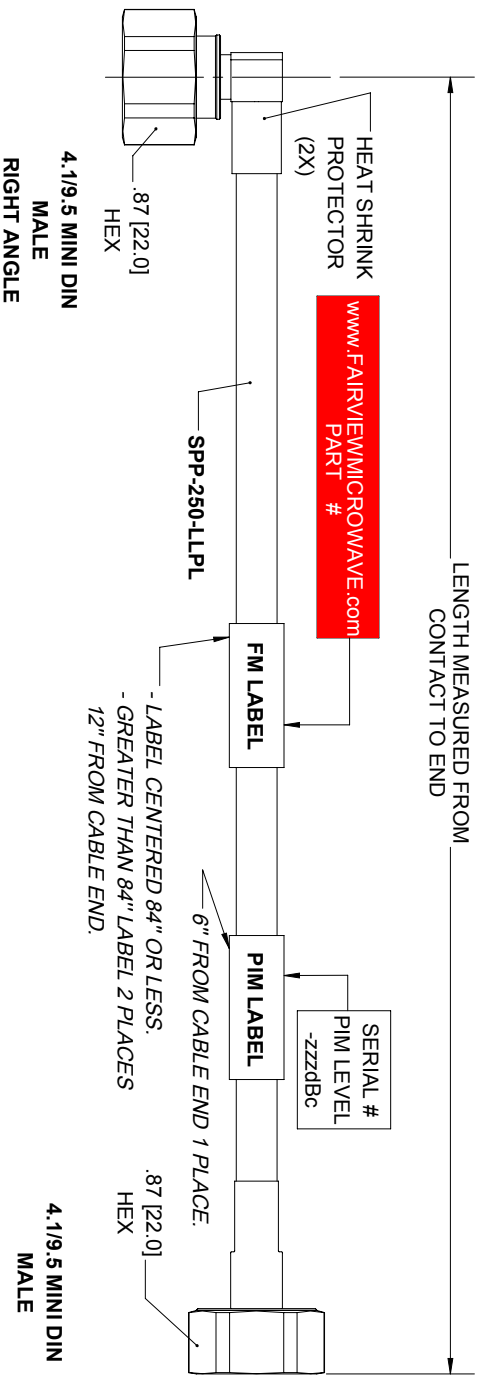 LENGTH MEASURED FROM
CONTACT TO END
HEAT SHRINK
PROTECTOR
(2X)
www.FAIRVIEWMICROWAVE.com
PART #
SERIAL #
PIM LEVEL
-zzzdBc
FM LABEL
PIM LABEL
SPP-250-LLPL
6" FROM CABLE END 1 PLACE.
- LABEL CENTERED 84" OR LESS.
- GREATER THAN 84" LABEL 2 PLACES
12" FROM CABLE END.
.87 [22.0]
HEX
4.1/9.5 MINI DIN
MALE
RIGHT ANGLE
.87 [22.0]
HEX
4.1/9.5 MINI DIN
MALE